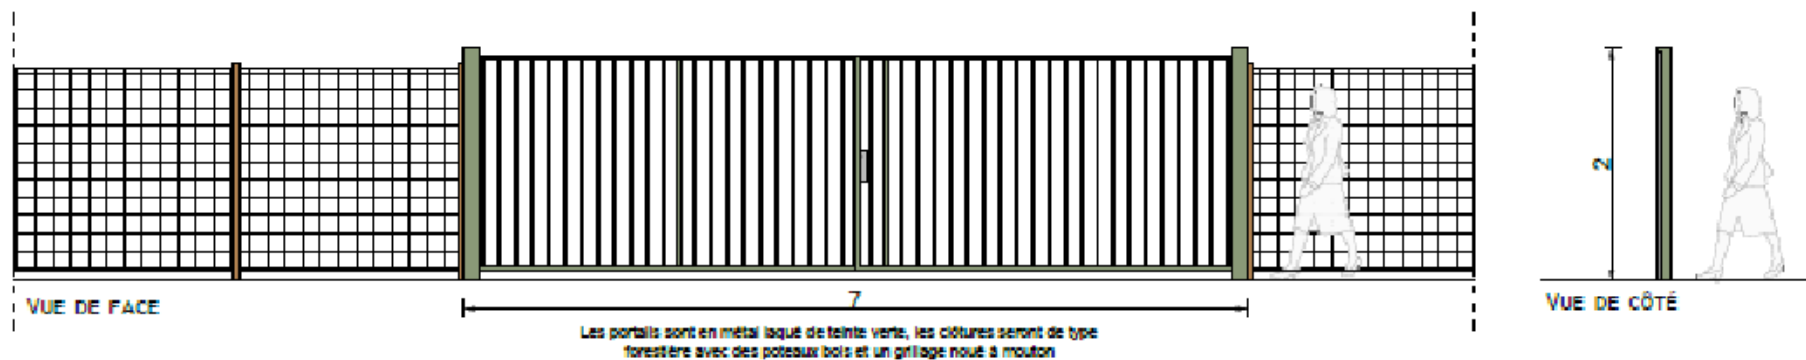 2
VUE DE FACE
7
VUE DE CÔTÉ
Les portails sont en métal laqué de teinte verte, les clôtures seront de type
forestière avec des poteaux bois et un grillage noué à mouton